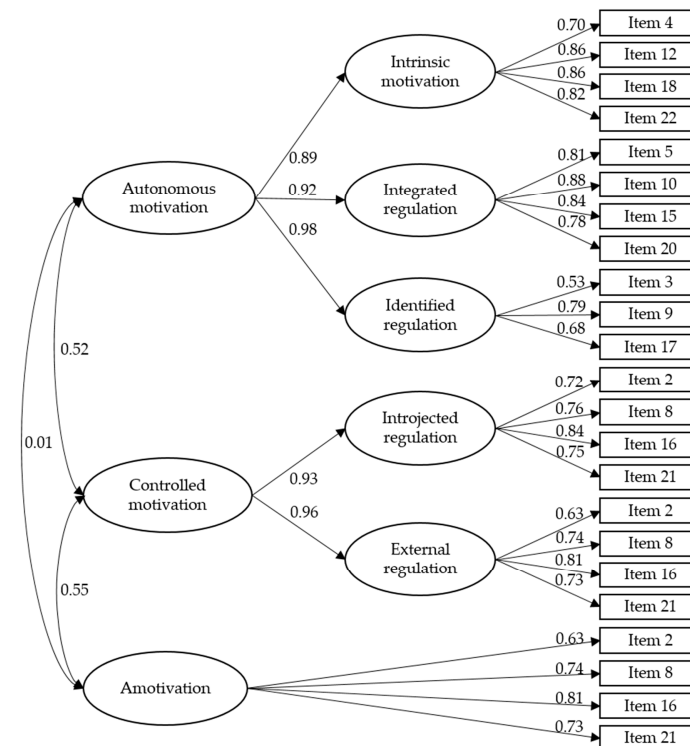 0.70
Item 4
0.86
Item 12
Intrinsic
motivation
0.86
Item 18
0.82
Item 22
0.89
0.81
Item 5
Autonomous
motivation
0.92
Integrated
regulation
0.88
Item 10
0.84
Item 15
0.78
Item 20
0.98
0.53
Item 3
Identified
regulation
0.79
Item 9
0.68
Item 17
0.52
0.72
Item 2
Introjected
regulation
0.76
Item 8
0.84
Item 16
0.75
Item 21
0.01
Controlled
motivation
0.93
0.96
0.63
Item 2
External
regulation
0.74
Item 8
0.81
Item 16
0.73
Item 21
0.55
Amotivation
0.63
Item 2
0.74
Item 8
0.81
Item 16
0.73
Item 21